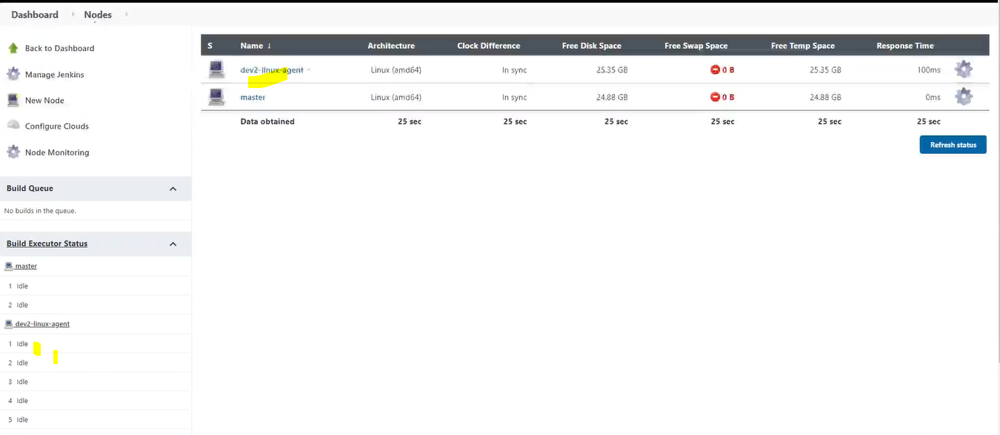 Dashboard Nodes
Back to Dashboard
Manage Jenkins
New Node
Configure Clouds
Node Monitoring
Build Queue
No builds in the queue.
Build Executor Status
master
1 Idle
2 Idle
dev2-linux-agent
1 Idle
2 Idle
3 Idle
4 Idle
5 Idle
S Name ↓ Architecture Clock Difference Free Disk Space Free Swap Space Free Temp Space Response Time
dev2-linux-agent Linux (amd64) In sync 25.35 GB 0 B 25.35 GB 100ms
master Linux (amd64) In sync 24.88 GB 0 B 24.88 GB 0ms
Data obtained 25 sec 25 sec 25 sec 25 sec 25 sec 25 sec
Refresh status